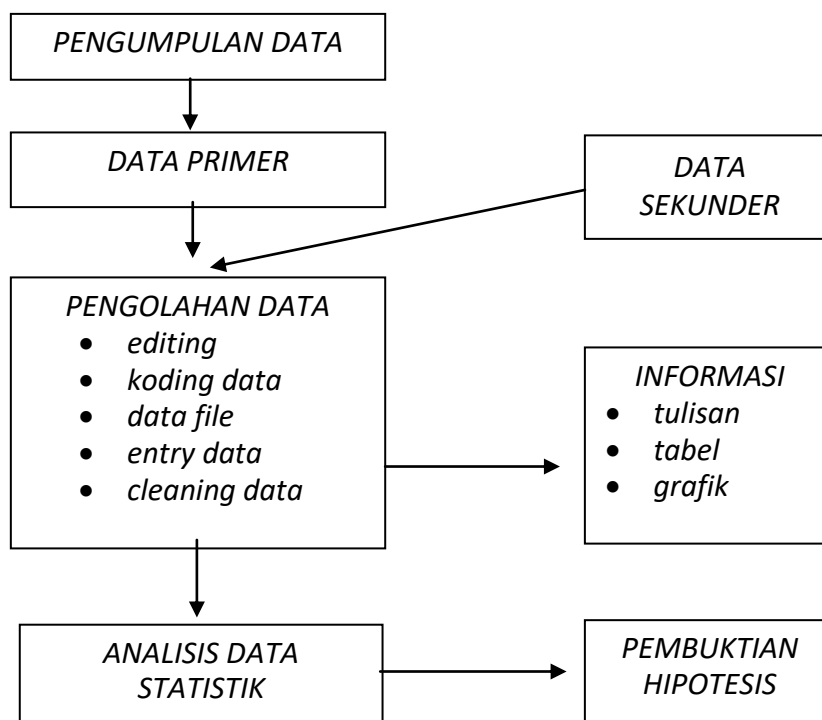 PENGUMPULAN DATA
DATA PRIMER
DATA
SEKUNDER
PENGOLAHAN DATA
• editing
• koding data
• data file
• entry data
• cleaning data
INFORMASI
• tulisan
• tabel
• grafik
ANALISIS DATA
STATISTIK
PEMBUKTIAN
HIPOTESIS